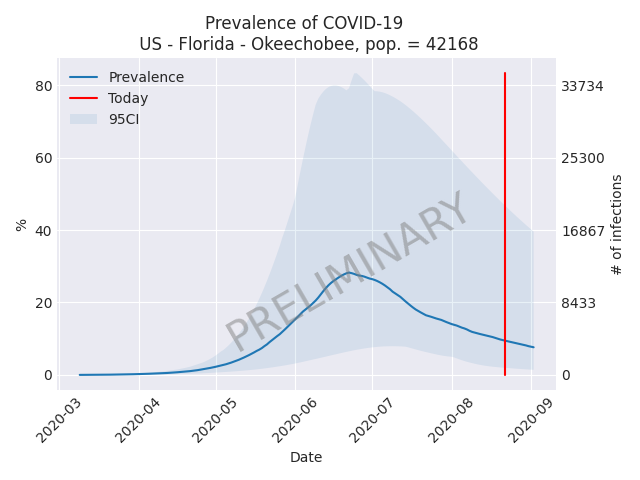 Prevalence of COVID-19
US - Florida - Okeechobee, pop. = 42168
Prevalence
Today
95CI
80
60
40
20
0
%
33734
25300
16867
8433
0
# of infections
PRELIMINARY
2020-03
2020-04
2020-05
2020-06
2020-07
2020-08
2020-09
Date